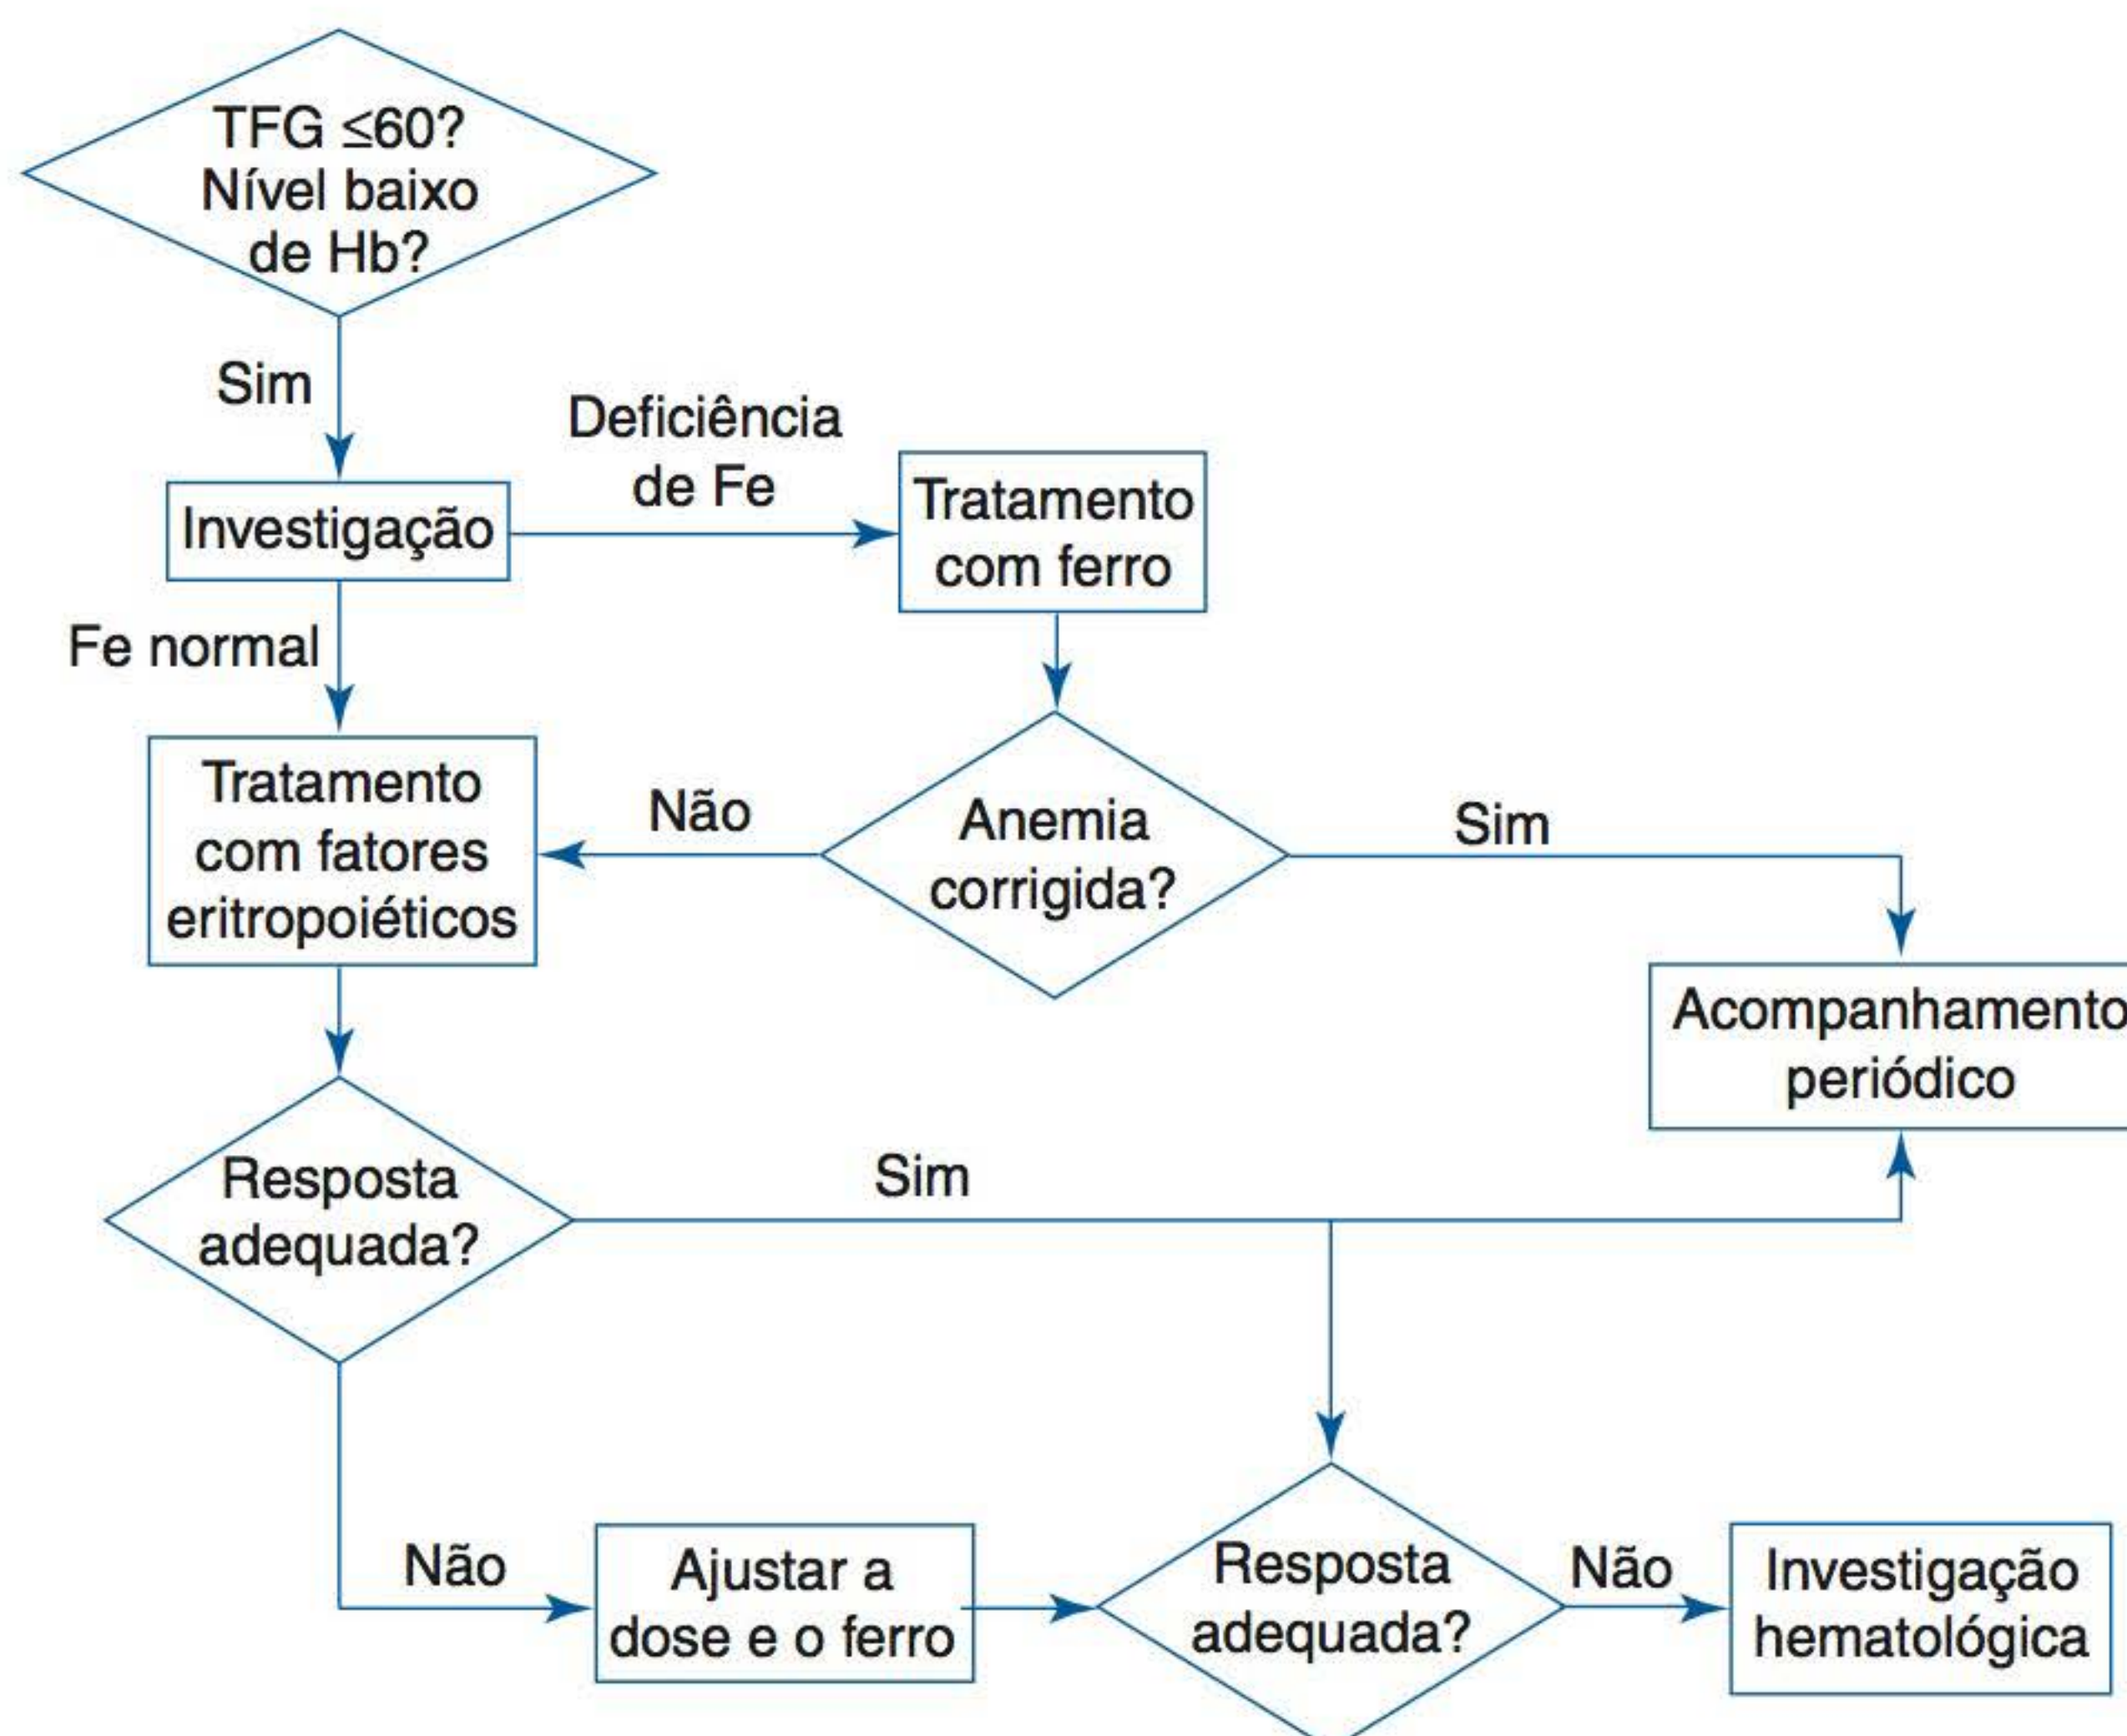 TFG ≤60?
Nível baixo
de Hb?
Sim
Deficiência
de Fe
Investigação
Tratamento
com ferro
Fe normal
Tratamento
com fatores
eritropoiéticos
Não
Anemia
corrigida?
Sim
Acompanhamento
periódico
Resposta
adequada?
Sim
Não
Ajustar a
dose e o ferro
Resposta
adequada?
Não
Investigação
hematológica